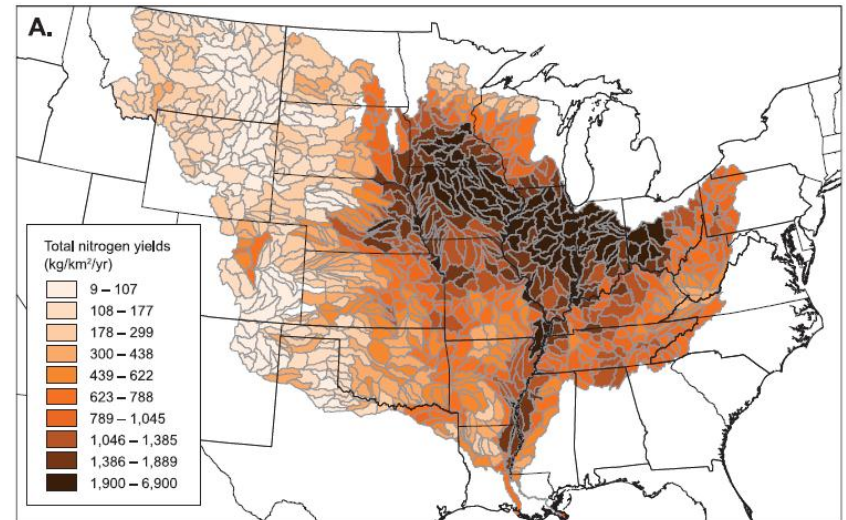 A.
Total nitrogen yields
(kg/km²/yr)
9 – 107
108 – 177
178 – 299
300 – 438
439 – 622
623 – 788
789 – 1,045
1,046 – 1,385
1,386 – 1,889
1,900 – 6,900